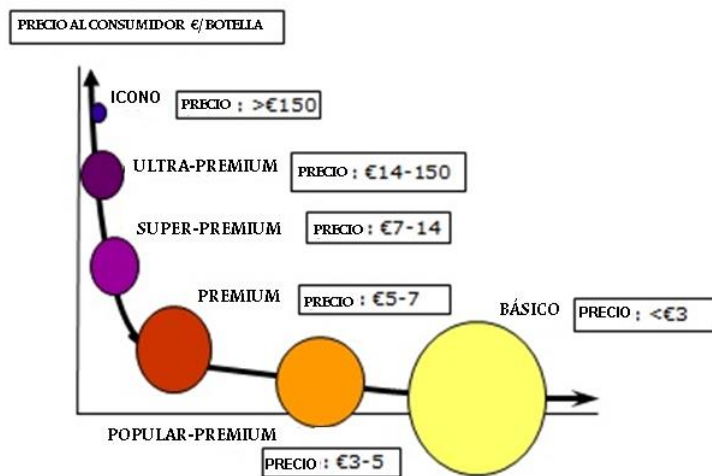 PRECIO AL CONSUMIDOR €/BOTELLA
ICONO
PRECIO : >€150
ULTRA-PREMIUM
PRECIO : €14-150
SUPER-PREMIUM
PRECIO : €7-14
PREMIUM
PRECIO : €5-7
BÁSICO
PRECIO : <€3
POPULAR-PREMIUM
PRECIO : €3-5